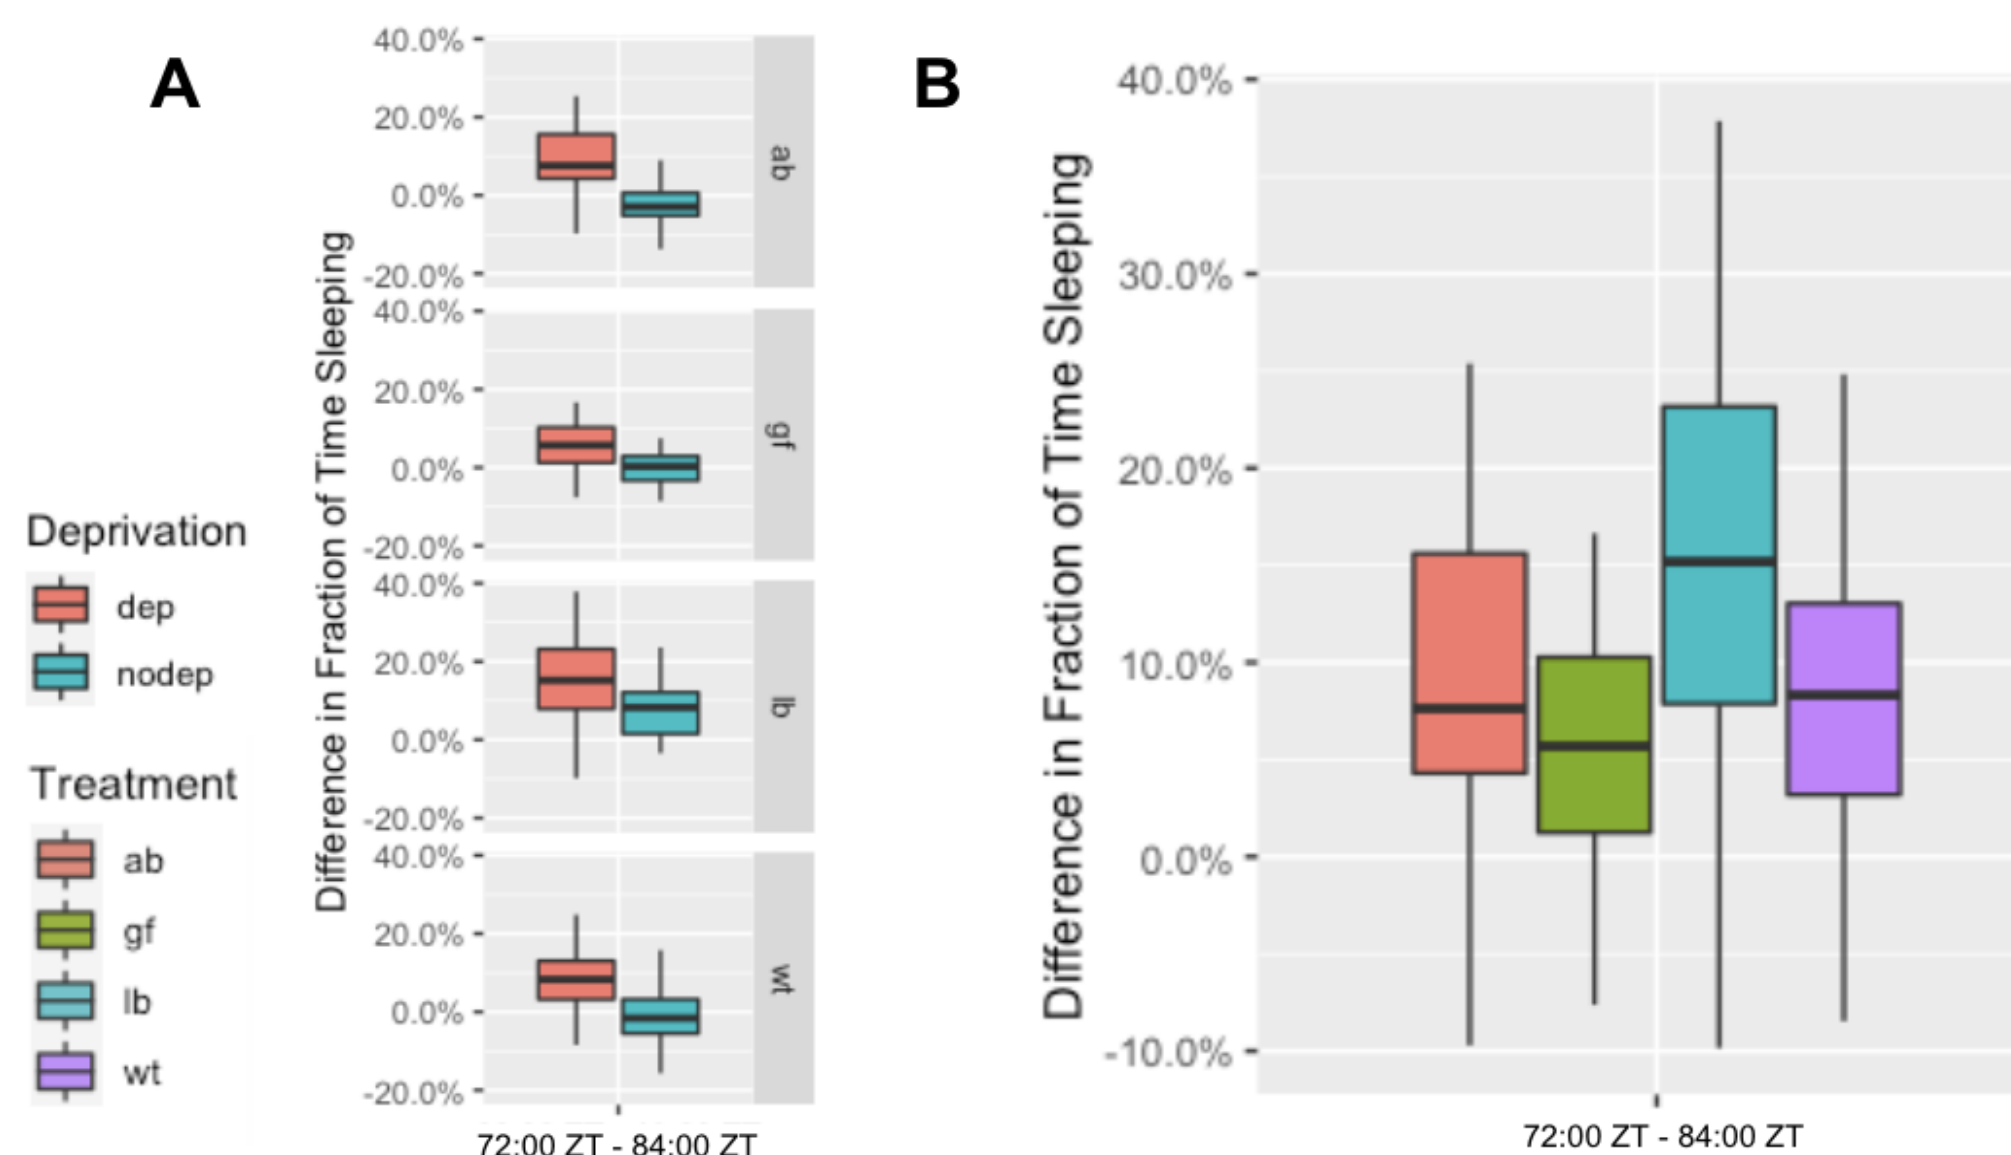 A
B
Difference in Fraction of Time Sleeping
40.0%
20.0%
0.0%
-20.0%
ab
40.0%
20.0%
0.0%
-20.0%
gf
40.0%
20.0%
0.0%
-20.0%
lb
40.0%
20.0%
0.0%
-20.0%
wt
72:00 ZT - 84:00 ZT
Deprivation
dep
nodep
Treatment
ab
gf
lb
wt
Difference in Fraction of Time Sleeping
40.0%
30.0%
20.0%
10.0%
0.0%
-10.0%
72:00 ZT - 84:00 ZT